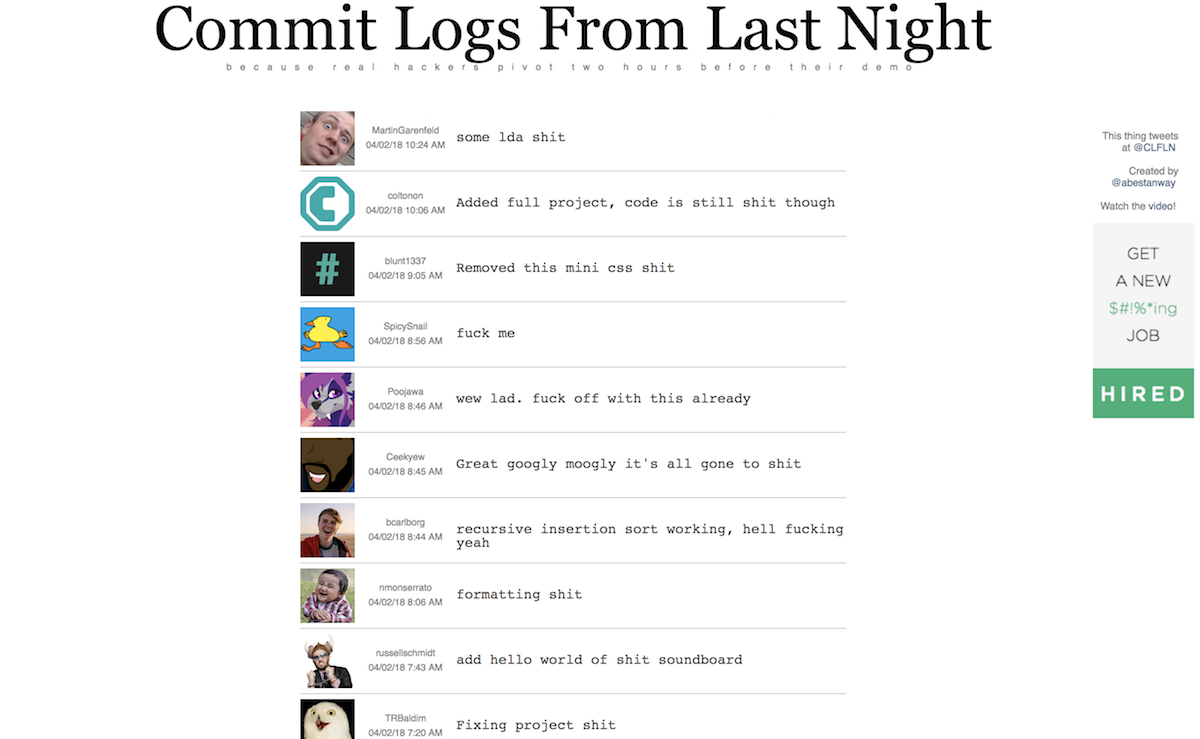 Commit Logs From Last Night
because real hackers pivot two hours before their demo
MartinGarenfeld
04/02/18 10:24 AM
some lda shit
coltonon
04/02/18 10:06 AM
Added full project, code is still shit though
blunt1337
04/02/18 9:05 AM
Removed this mini css shit
SpicySnail
04/02/18 8:56 AM
fuck me
Poojawa
04/02/18 8:46 AM
wew lad. fuck off with this already
Ceekyew
04/02/18 8:45 AM
Great googly moogly it's all gone to shit
bcarlborg
04/02/18 8:44 AM
recursive insertion sort working, hell fucking
yeah
nmonserrato
04/02/18 8:06 AM
formatting shit
russellschmidt
04/02/18 7:43 AM
add hello world of shit soundboard
TRBaldim
04/02/18 7:20 AM
Fixing project shit
This thing tweets
at @CLFLN
Created by
@abestanway
Watch the video!
GET
A NEW
$#!%*ing
JOB
HIRED
#